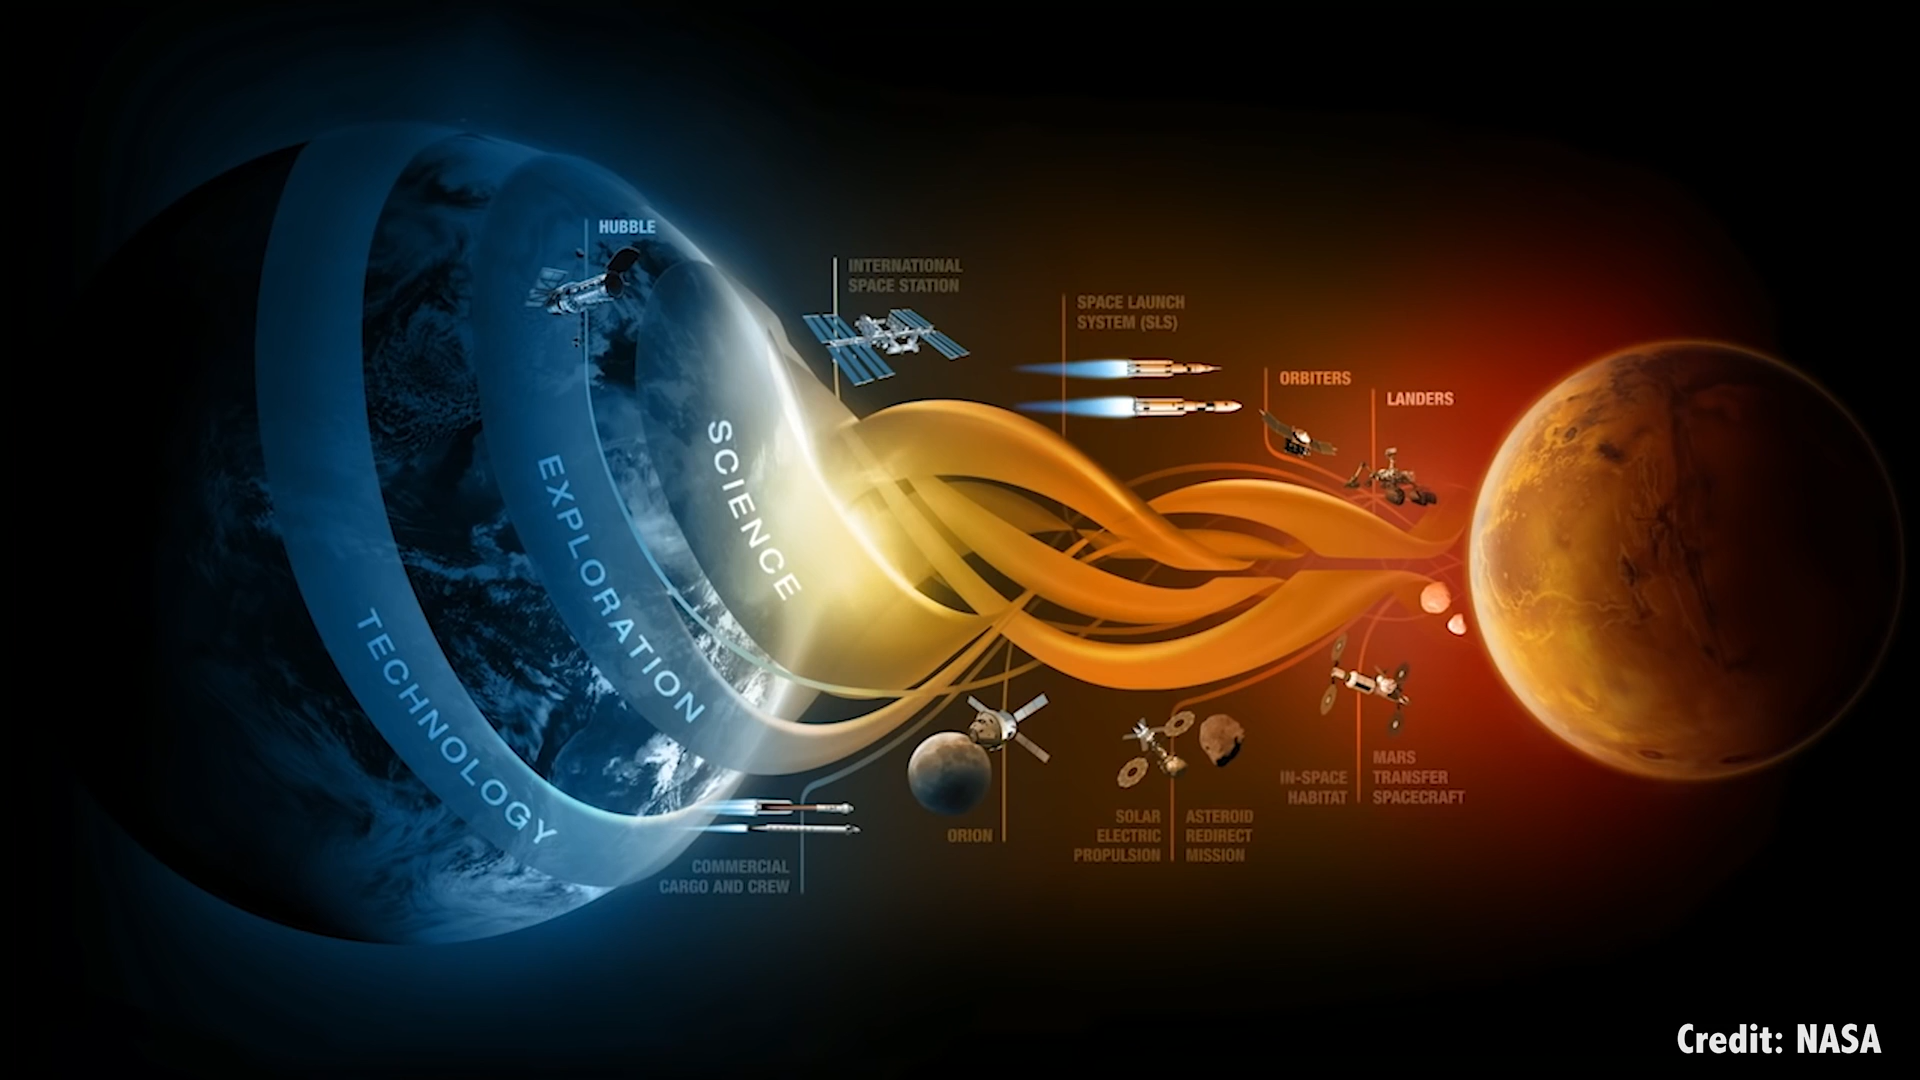 HUBBLE
INTERNATIONAL
SPACE STATION
SPACE LAUNCH
SYSTEM (SLS)
ORBITERS
LANDERS
SCIENCE
EXPLORATION
TECHNOLOGY
COMMERCIAL
CARGO AND CREW
ORION
SOLAR
ELECTRIC
PROPULSION
ASTEROID
REDIRECT
MISSION
IN-SPACE
HABITAT
MARS
TRANSFER
SPACECRAFT
Credit: NASA